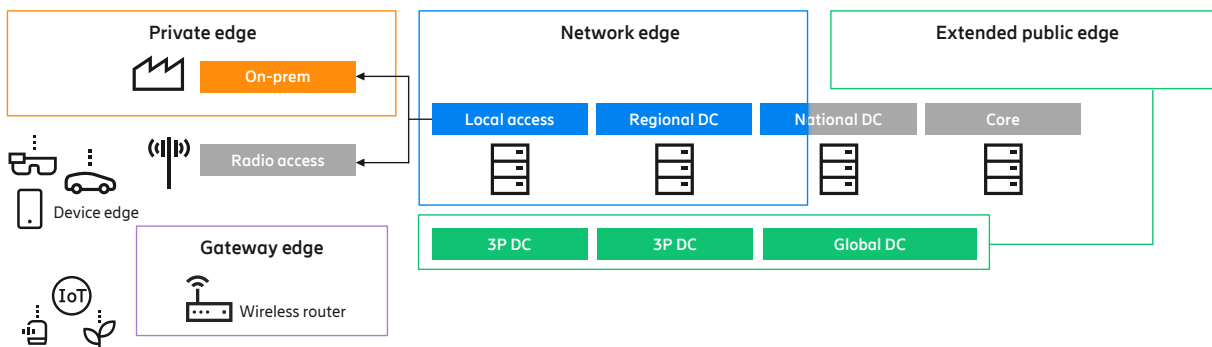 Private edge
Network edge
Extended public edge
On-prem
Local access
Regional DC
National DC
Core
Radio access
Device edge
3P DC
3P DC
Global DC
Gateway edge
IoT
Wireless router